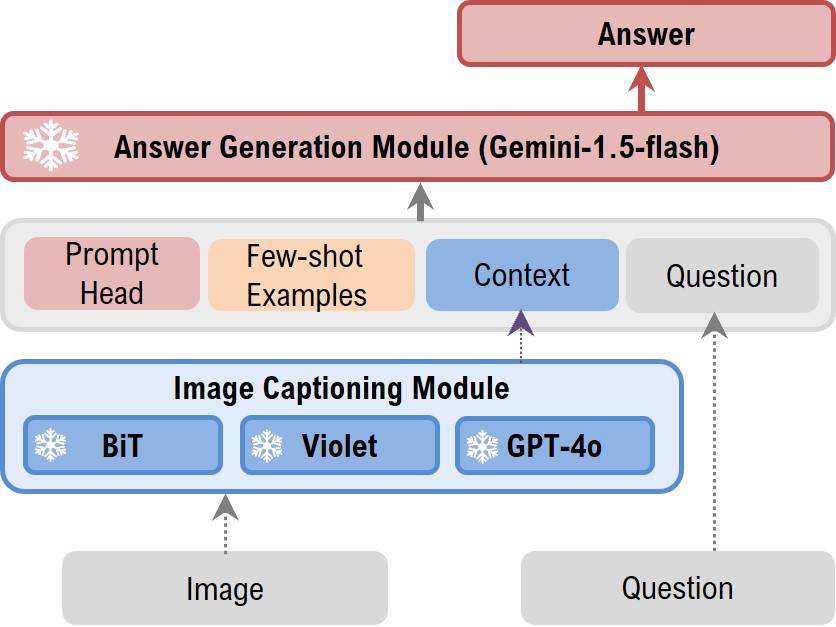 Answer
Answer Generation Module (Gemini-1.5-flash)
Prompt
Head
Few-shot
Examples
Context
Question
Image Captioning Module
BiT
Violet
GPT-4o
Image
Question